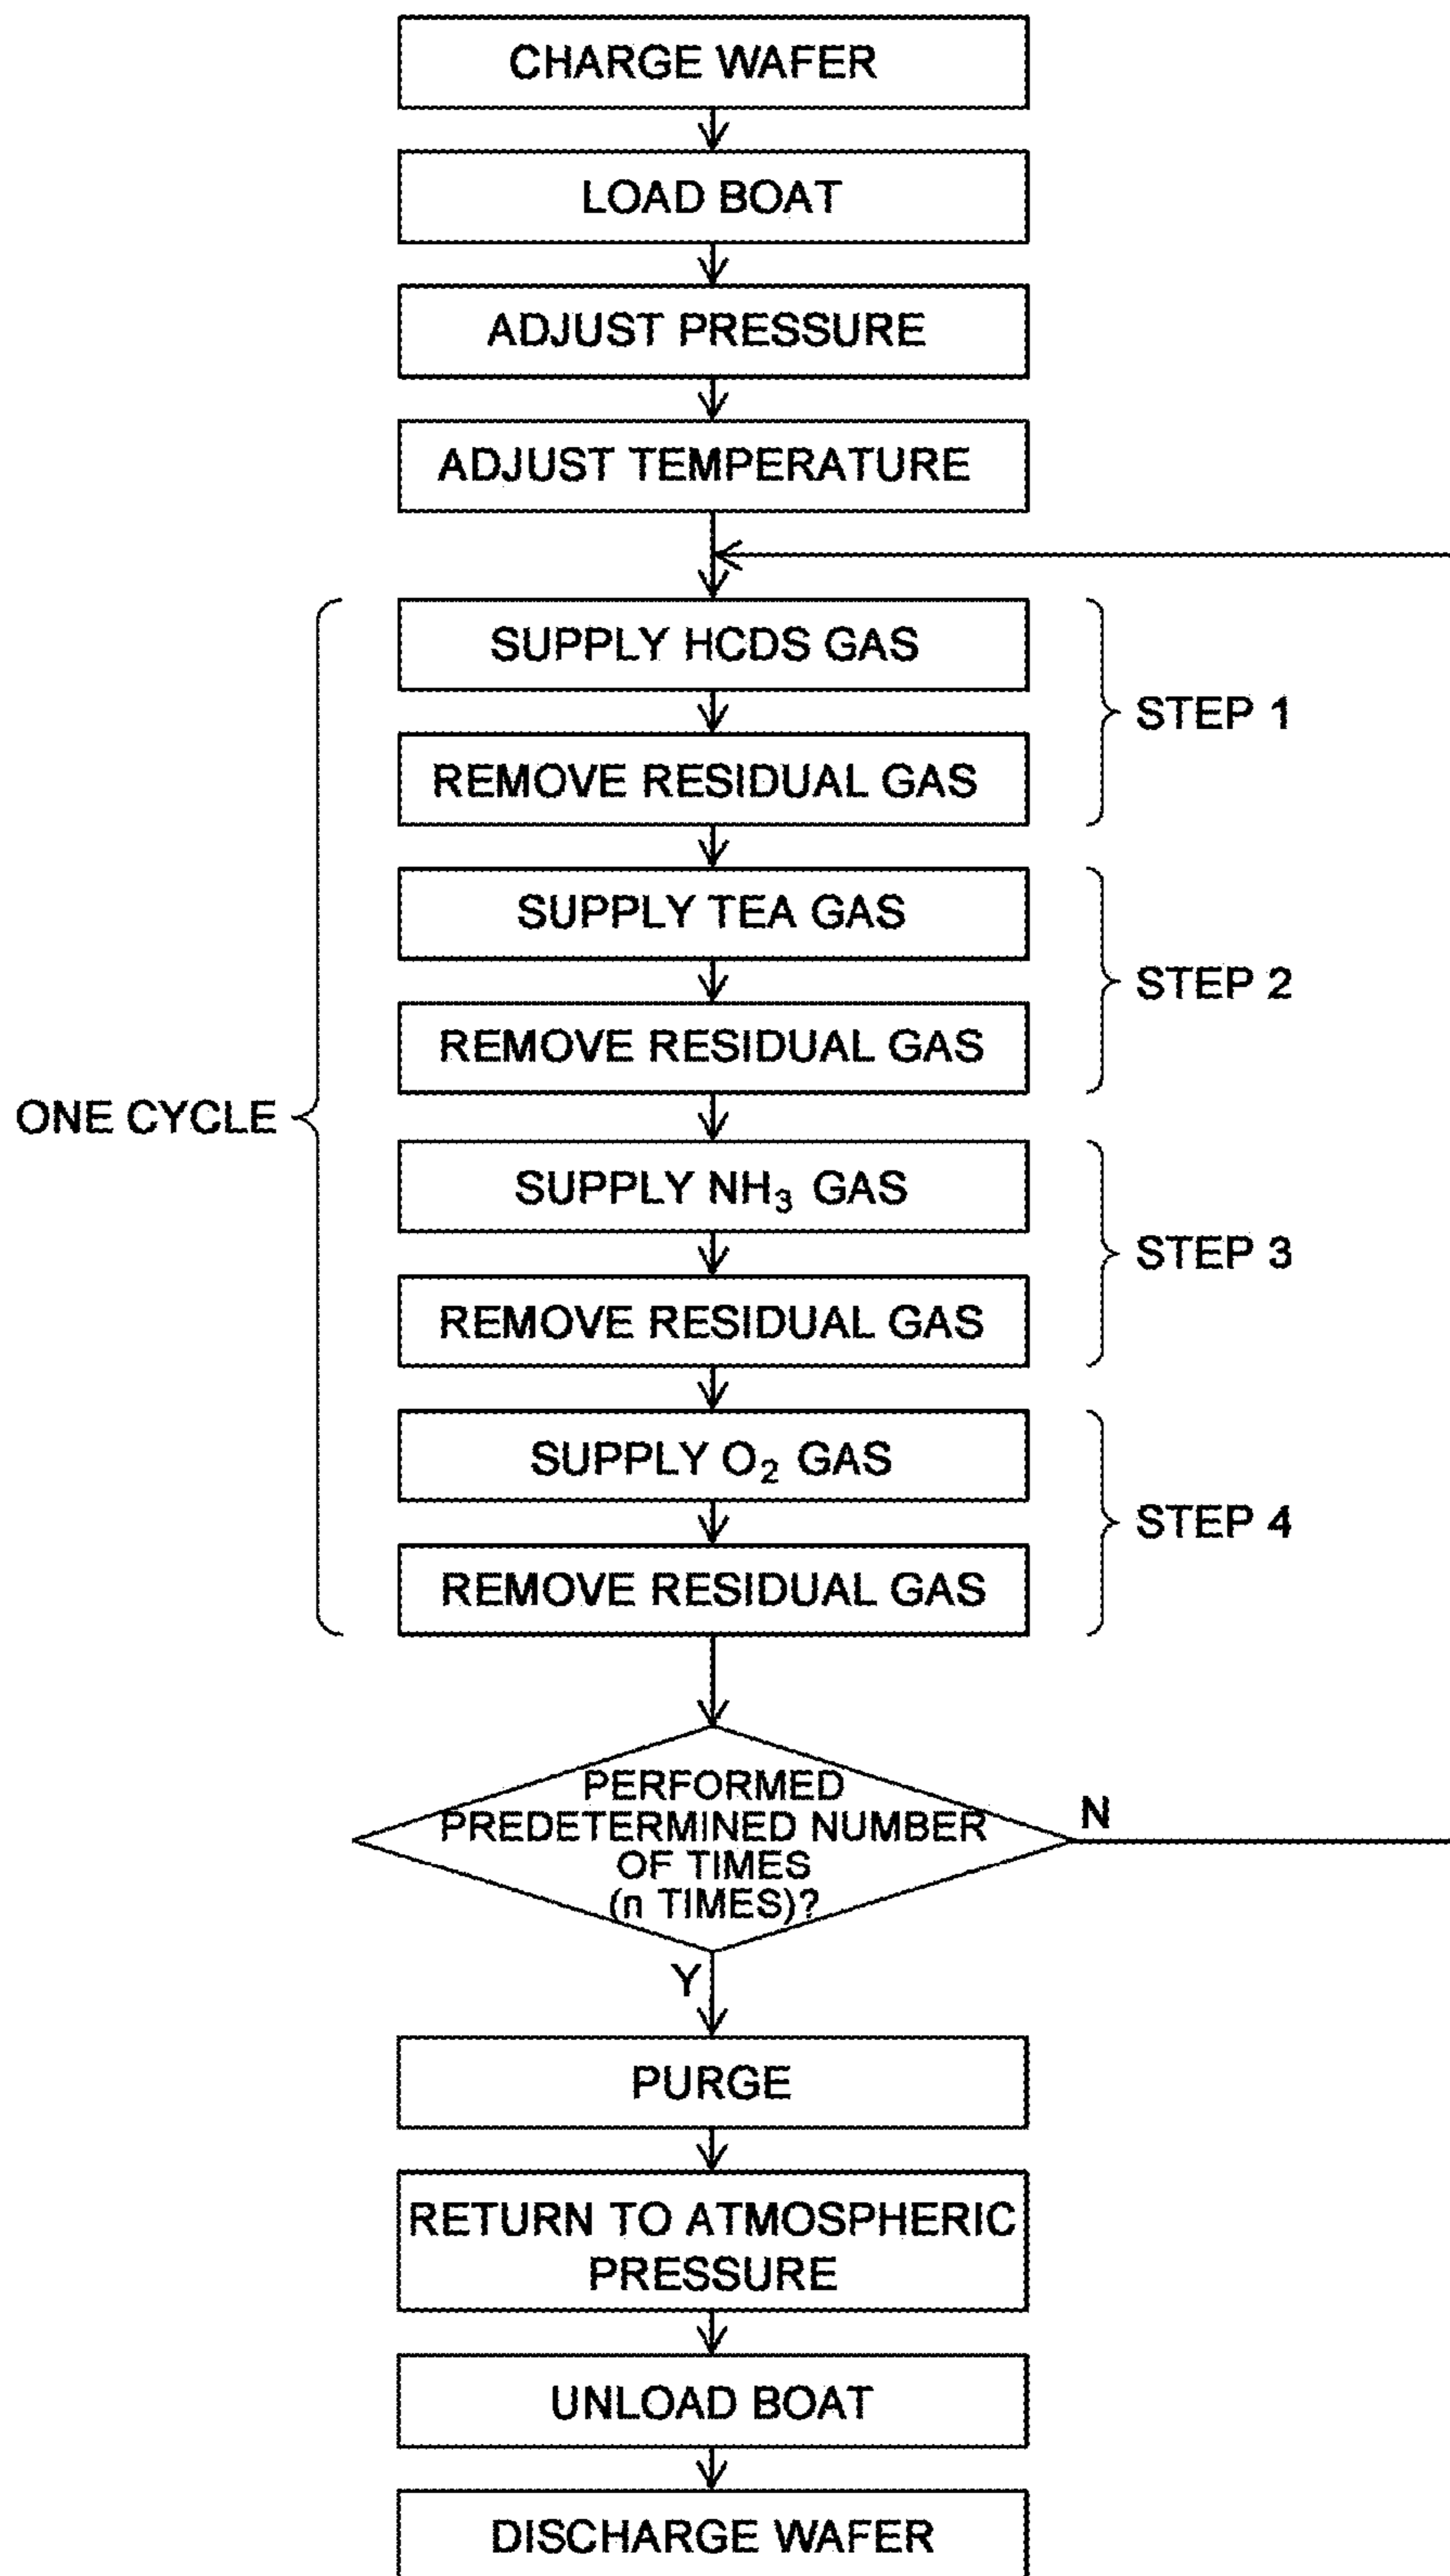 CHARGE WAFER
LOAD BOAT
ADJUST PRESSURE
ADJUST TEMPERATURE
SUPPLY HCDS GAS
STEP 1
REMOVE RESIDUAL GAS
SUPPLY TEA GAS
STEP 2
REMOVE RESIDUAL GAS
ONE CYCLE
SUPPLY NH₃ GAS
STEP 3
REMOVE RESIDUAL GAS
SUPPLY O₂ GAS
STEP 4
REMOVE RESIDUAL GAS
PERFORMED
PREDETERMINED NUMBER
OF TIMES
(n TIMES)?
N
Y
PURGE
RETURN TO ATMOSPHERIC
PRESSURE
UNLOAD BOAT
DISCHARGE WAFER